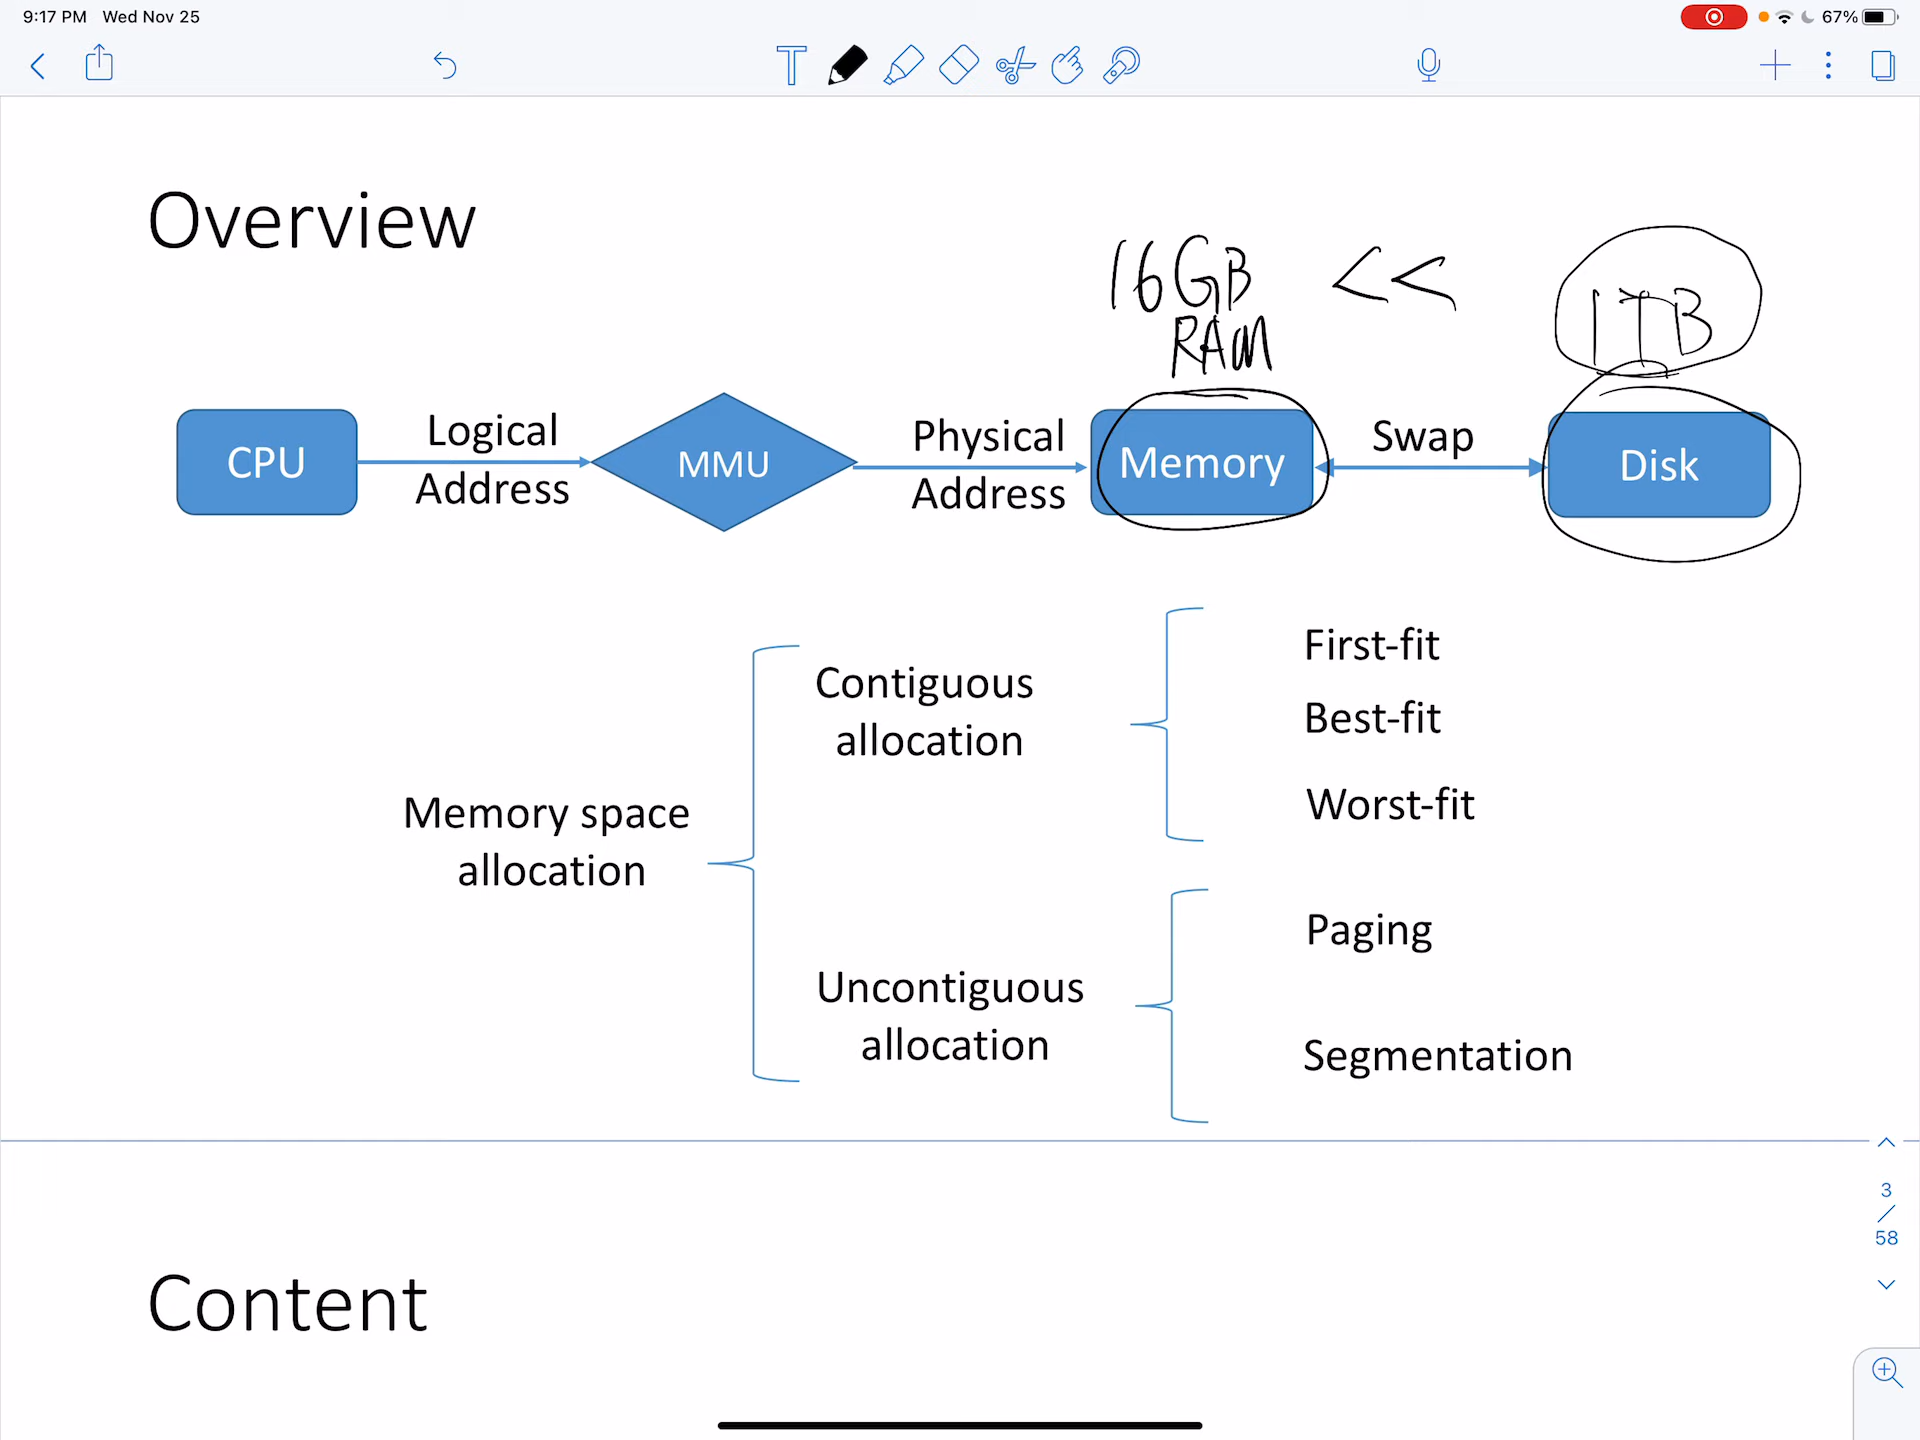 9:17 PM Wed Nov 25
67%
T
Overview
16GB << 1TB
RAM
CPU
Logical
Address
MMU
Physical
Address
Memory
Swap
Disk
Memory space
allocation
Contiguous
allocation
First-fit
Best-fit
Worst-fit
Uncontiguous
allocation
Paging
Segmentation
3
/
58
Content